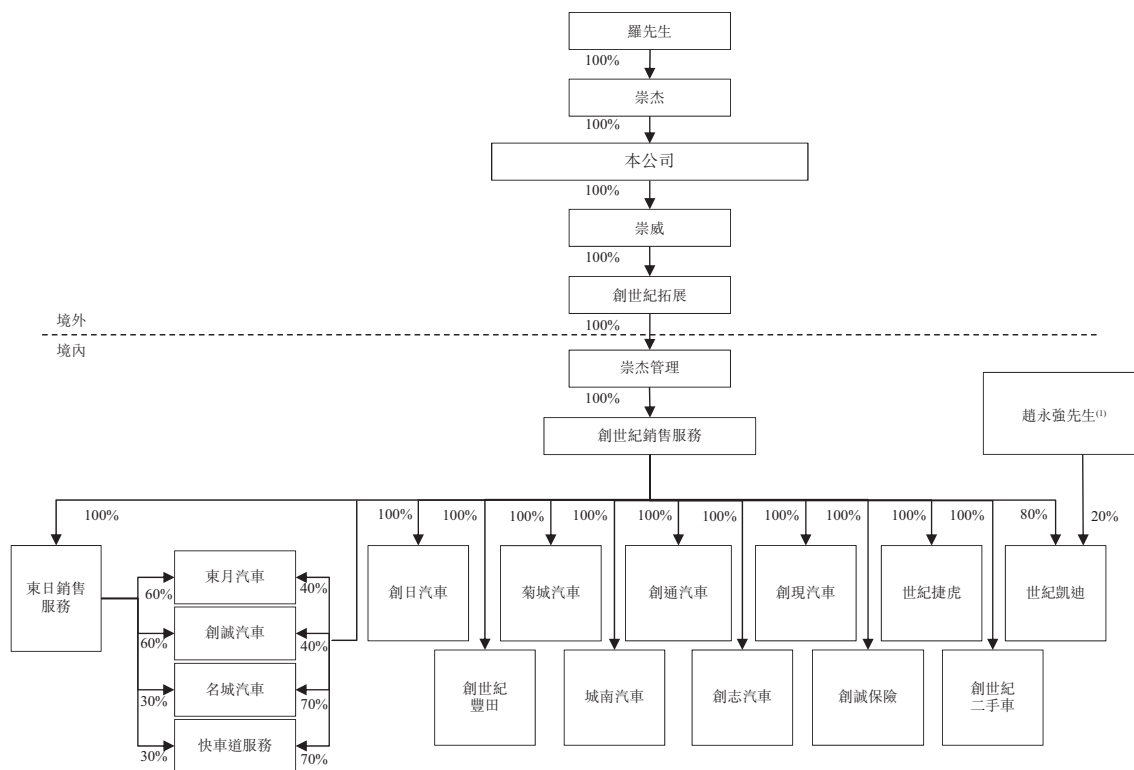 羅先生
100%
崇杰
100%
本公司
100%
崇威
100%
創世紀拓展
境外
100%
境內
崇杰管理
100%
創世紀銷售服務
趙永強先生(1)
100%
100%
100%
100%
100%
100%
100%
100%
100%
100%
100%
80%
20%
東日銷售
服務
東月汽車
60%
40%
創誠汽車
60%
40%
名城汽車
30%
70%
快車道服務
30%
70%
創日汽車
菊城汽車
創通汽車
創現汽車
世紀捷虎
世紀凱迪
創世紀
豐田
城南汽車
創志汽車
創誠保險
創世紀
二手車